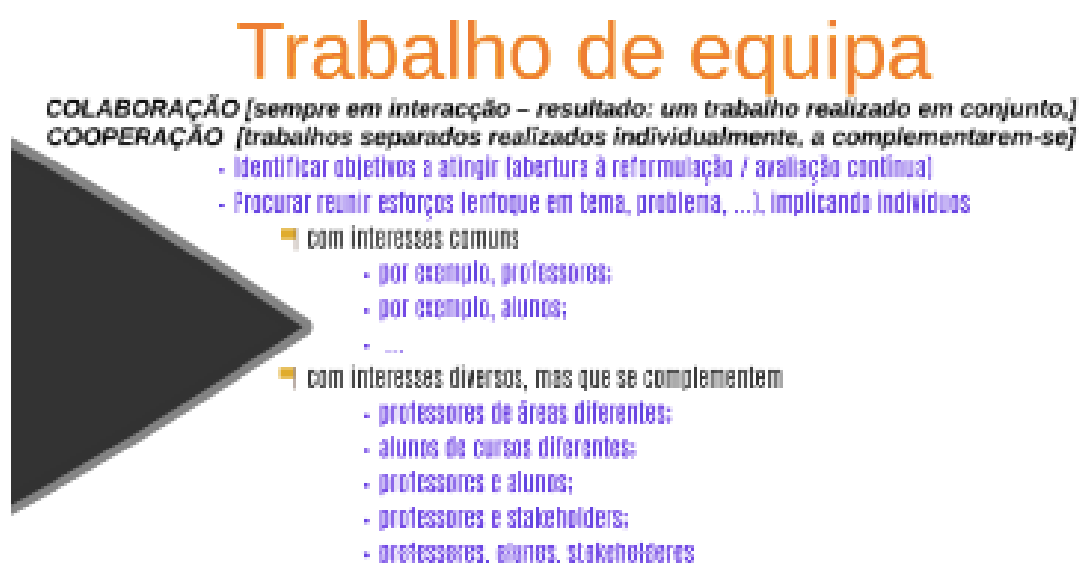 Trabalho de equipa
COLABORAÇÃO [sempre em interacção – resultado: um trabalho realizado em conjunto,]
COOPERAÇÃO [trabalhos separados realizados individualmente, a complementarem-se]
- Identificar objetivos a atingir (abertura à reformulação / avaliação contínua)
- Procurar reunir esforços (enfoque em tema, problema, ...), implicando indivíduos
com interesses comuns
- por exemplo, professores;
- por exemplo, alunos;
- ...
com interesses diversos, mas que se complementem
- professores de áreas diferentes;
- alunos de cursos diferentes;
- professores e alunos;
- professores e stakeholders;
- professores, alunos, stakeholderes